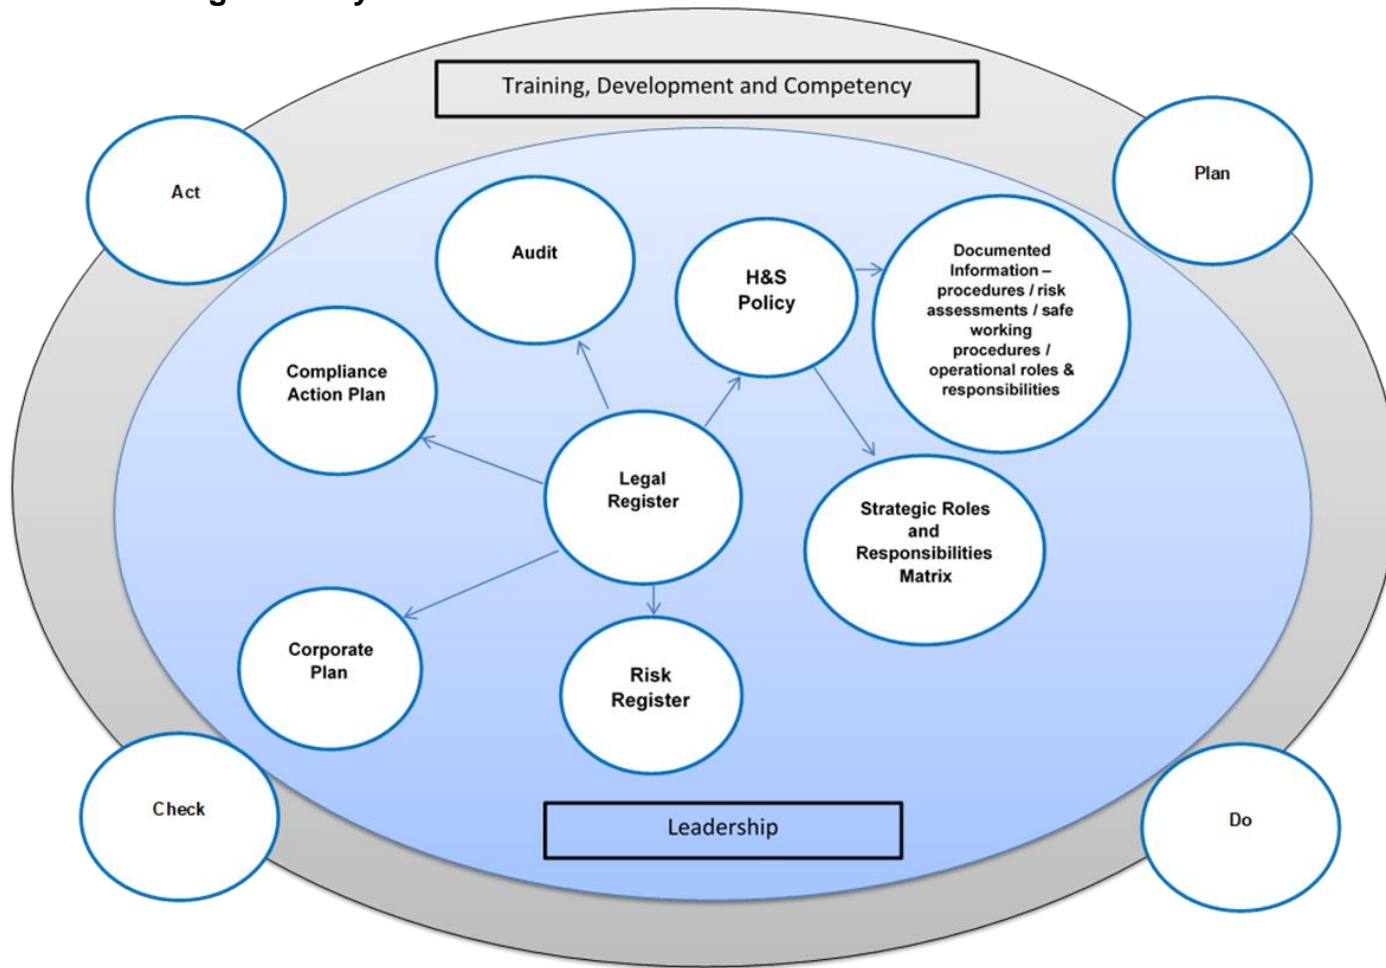 Training, Development and Competency
Act
Plan
Audit
H&S
Policy
Documented
Information –
procedures / risk
assessments / safe
working
procedures /
operational roles &
responsibilities
Compliance
Action Plan
Legal
Register
Strategic Roles
and
Responsibilities
Matrix
Corporate
Plan
Risk
Register
Check
Leadership
Do